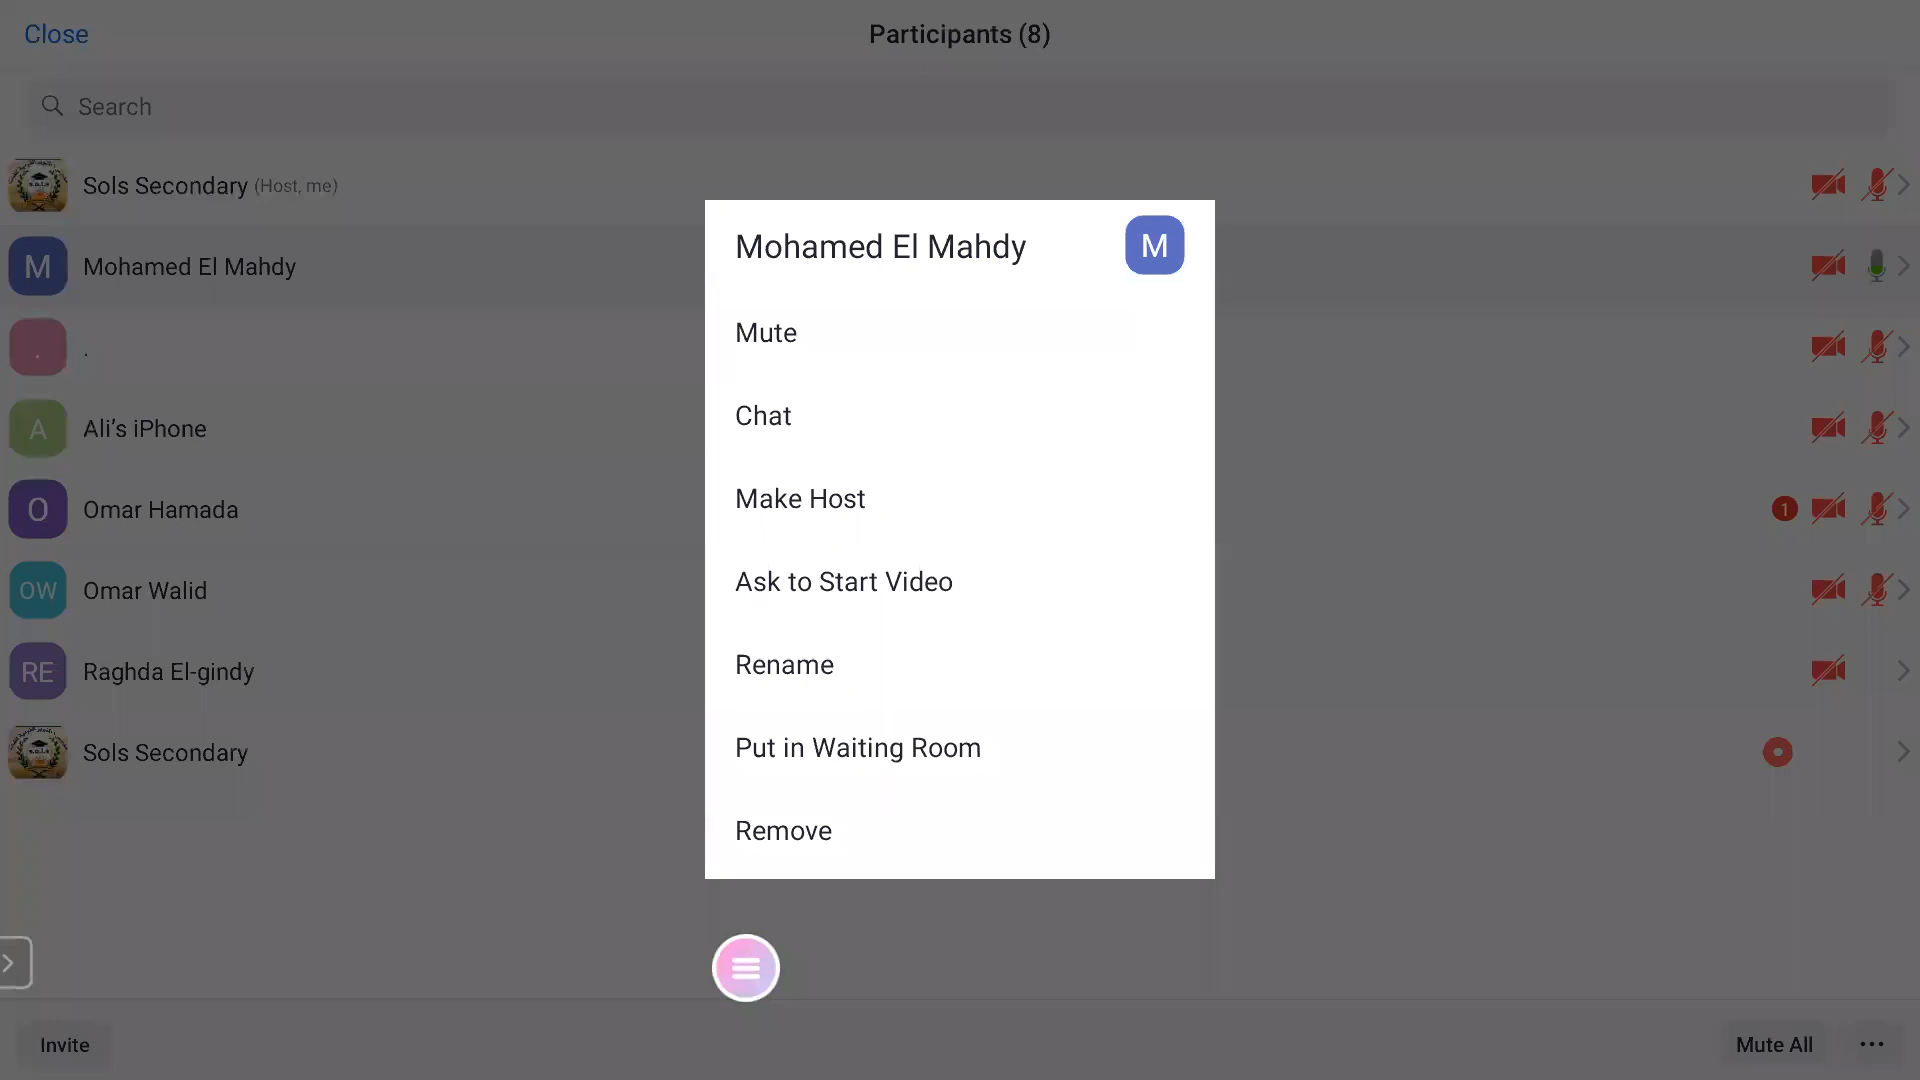 Close
Participants (8)
Search
Sols Secondary (Host, me)
M Mohamed El Mahdy
. .
A Ali's iPhone
O Omar Hamada
1
OW Omar Walid
RE Raghda El-gindy
Sols Secondary
Mohamed El Mahdy
M
Mute
Chat
Make Host
Ask to Start Video
Rename
Put in Waiting Room
Remove
Invite
Mute All